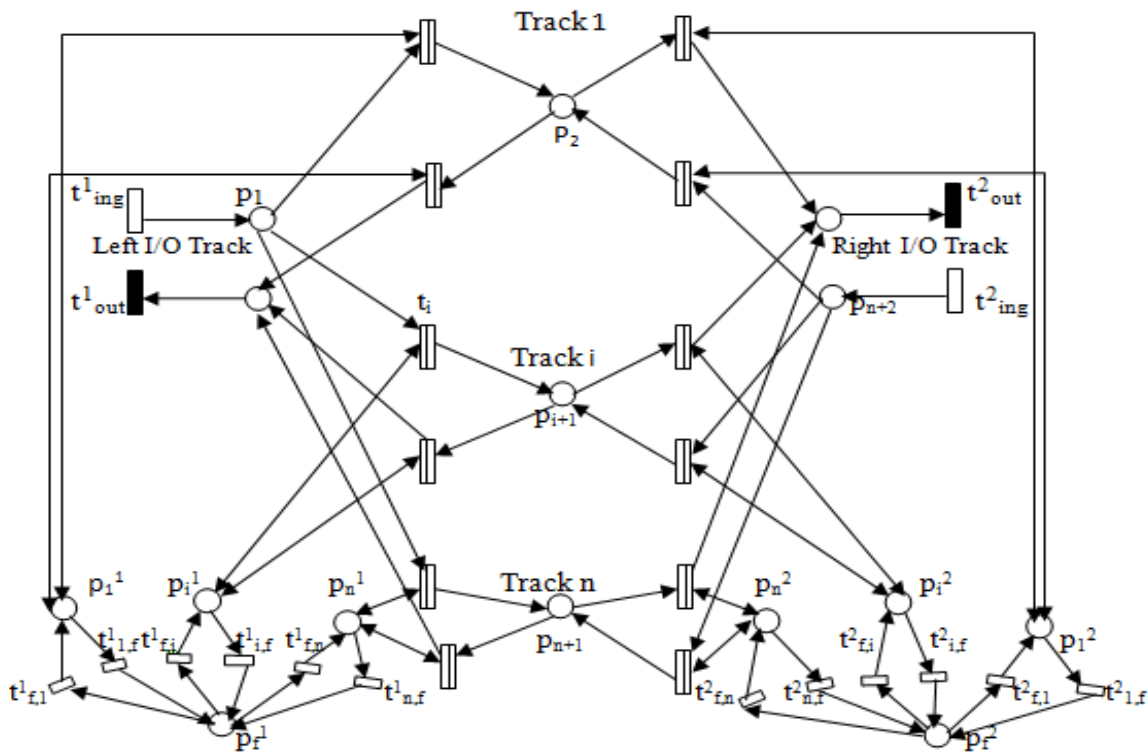 Track 1
p₂
t¹ing
p₁
t²out
Left I/O Track
Right I/O Track
t¹out
tᵢ
pₙ₊₂
t²ing
Track i
pᵢ₊₁
p₁¹
pᵢ¹
pₙ¹
Track n
pₙ²
pᵢ²
p₁²
t¹1,f
t¹f,i
t¹i,f
t¹f,n
pₙ₊₁
t²f,i
t²i,f
t¹f,1
t¹n,f
t²f,n
t²n,f
t²f,1
t²1,f
pf¹
pf²